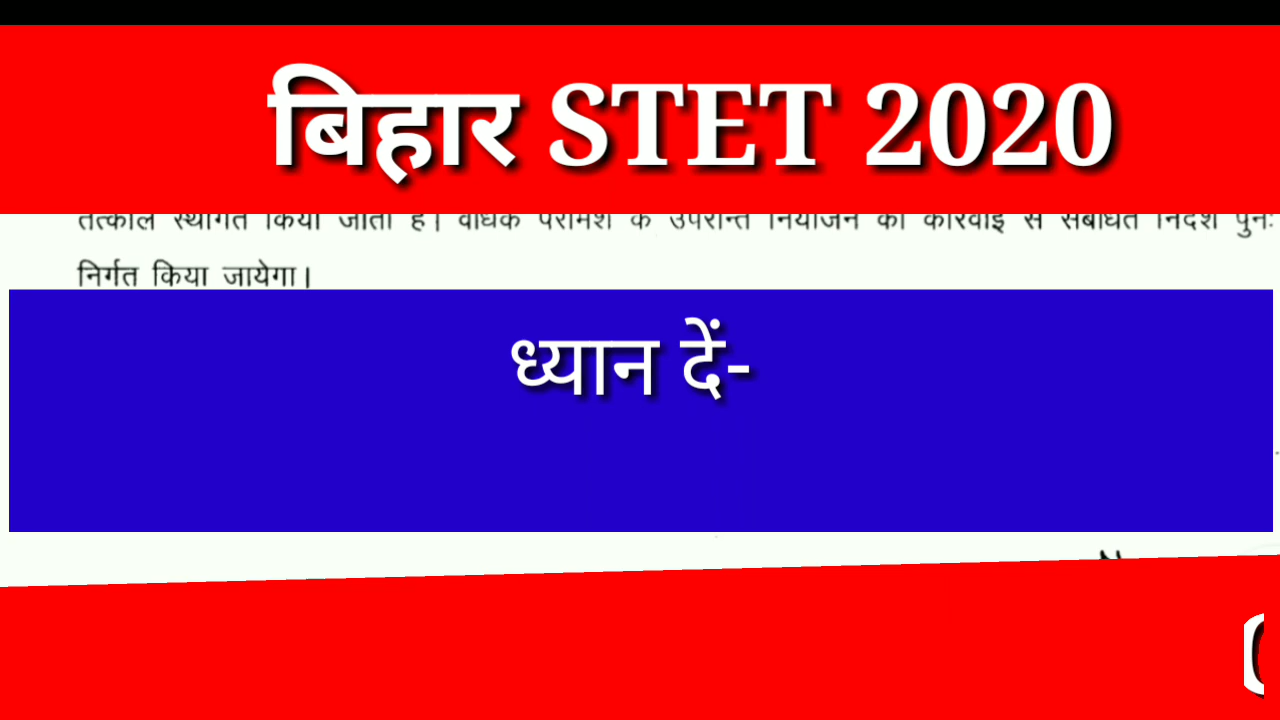 बिहार STET 2020
तत्काल स्थगित किया जाता है। विधिक परामर्श के उपरान्त नियोजन की कार्रवाई से संबंधित निदेश पुनः
निर्गत किया जायेगा।
ध्यान दें-